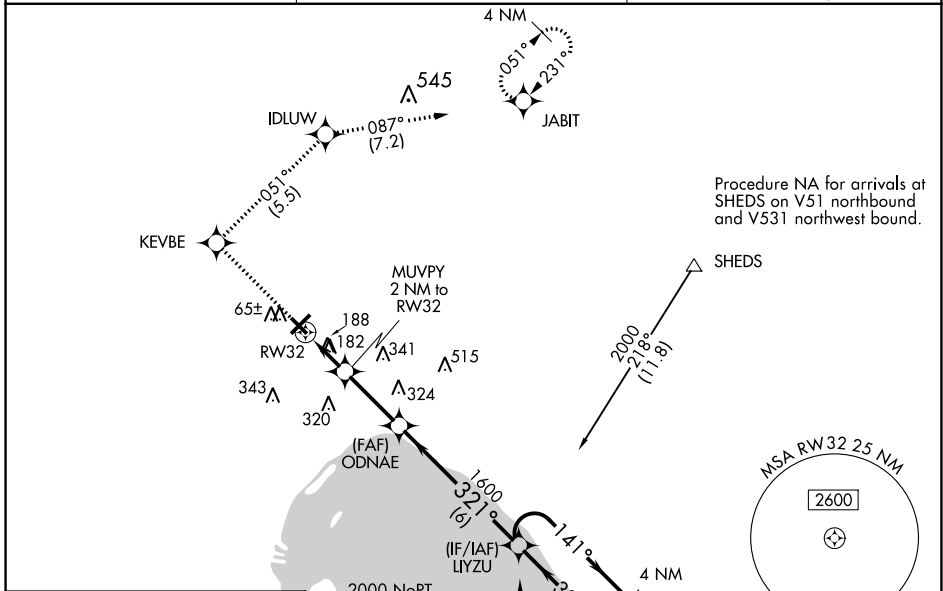 4 NM
051°
231°
JABIT
545
IDLUW
087°
(7.2)
051°
(5.5)
Procedure NA for arrivals at
SHEDS on V51 northbound
and V531 northwest bound.
KEVBE
SHEDS
MUVPY
2 NM to
RW32
65±
188
RW32
182
341
515
2000
218°
(11.8)
343
324
320
(FAF)
ODNAE
MSA RW32 25 NM
2600
1600
321°
(6)
141°
(IF/IAF)
LIYZU
4 NM
2000 NoPT